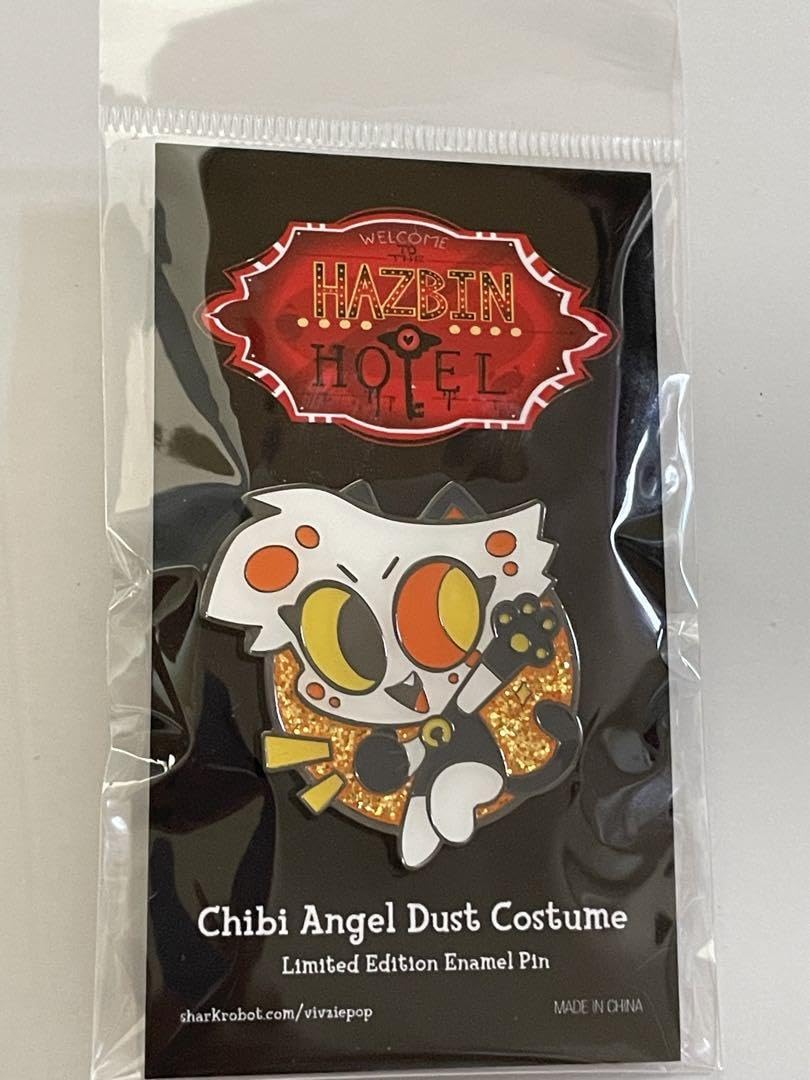 WELCOME
TO
THE
HAZBIN
HOTEL
Chibi Angel Dust Costume
Limited Edition Enamel Pin
sharkrobot.com/vivziepop
MADE IN CHINA